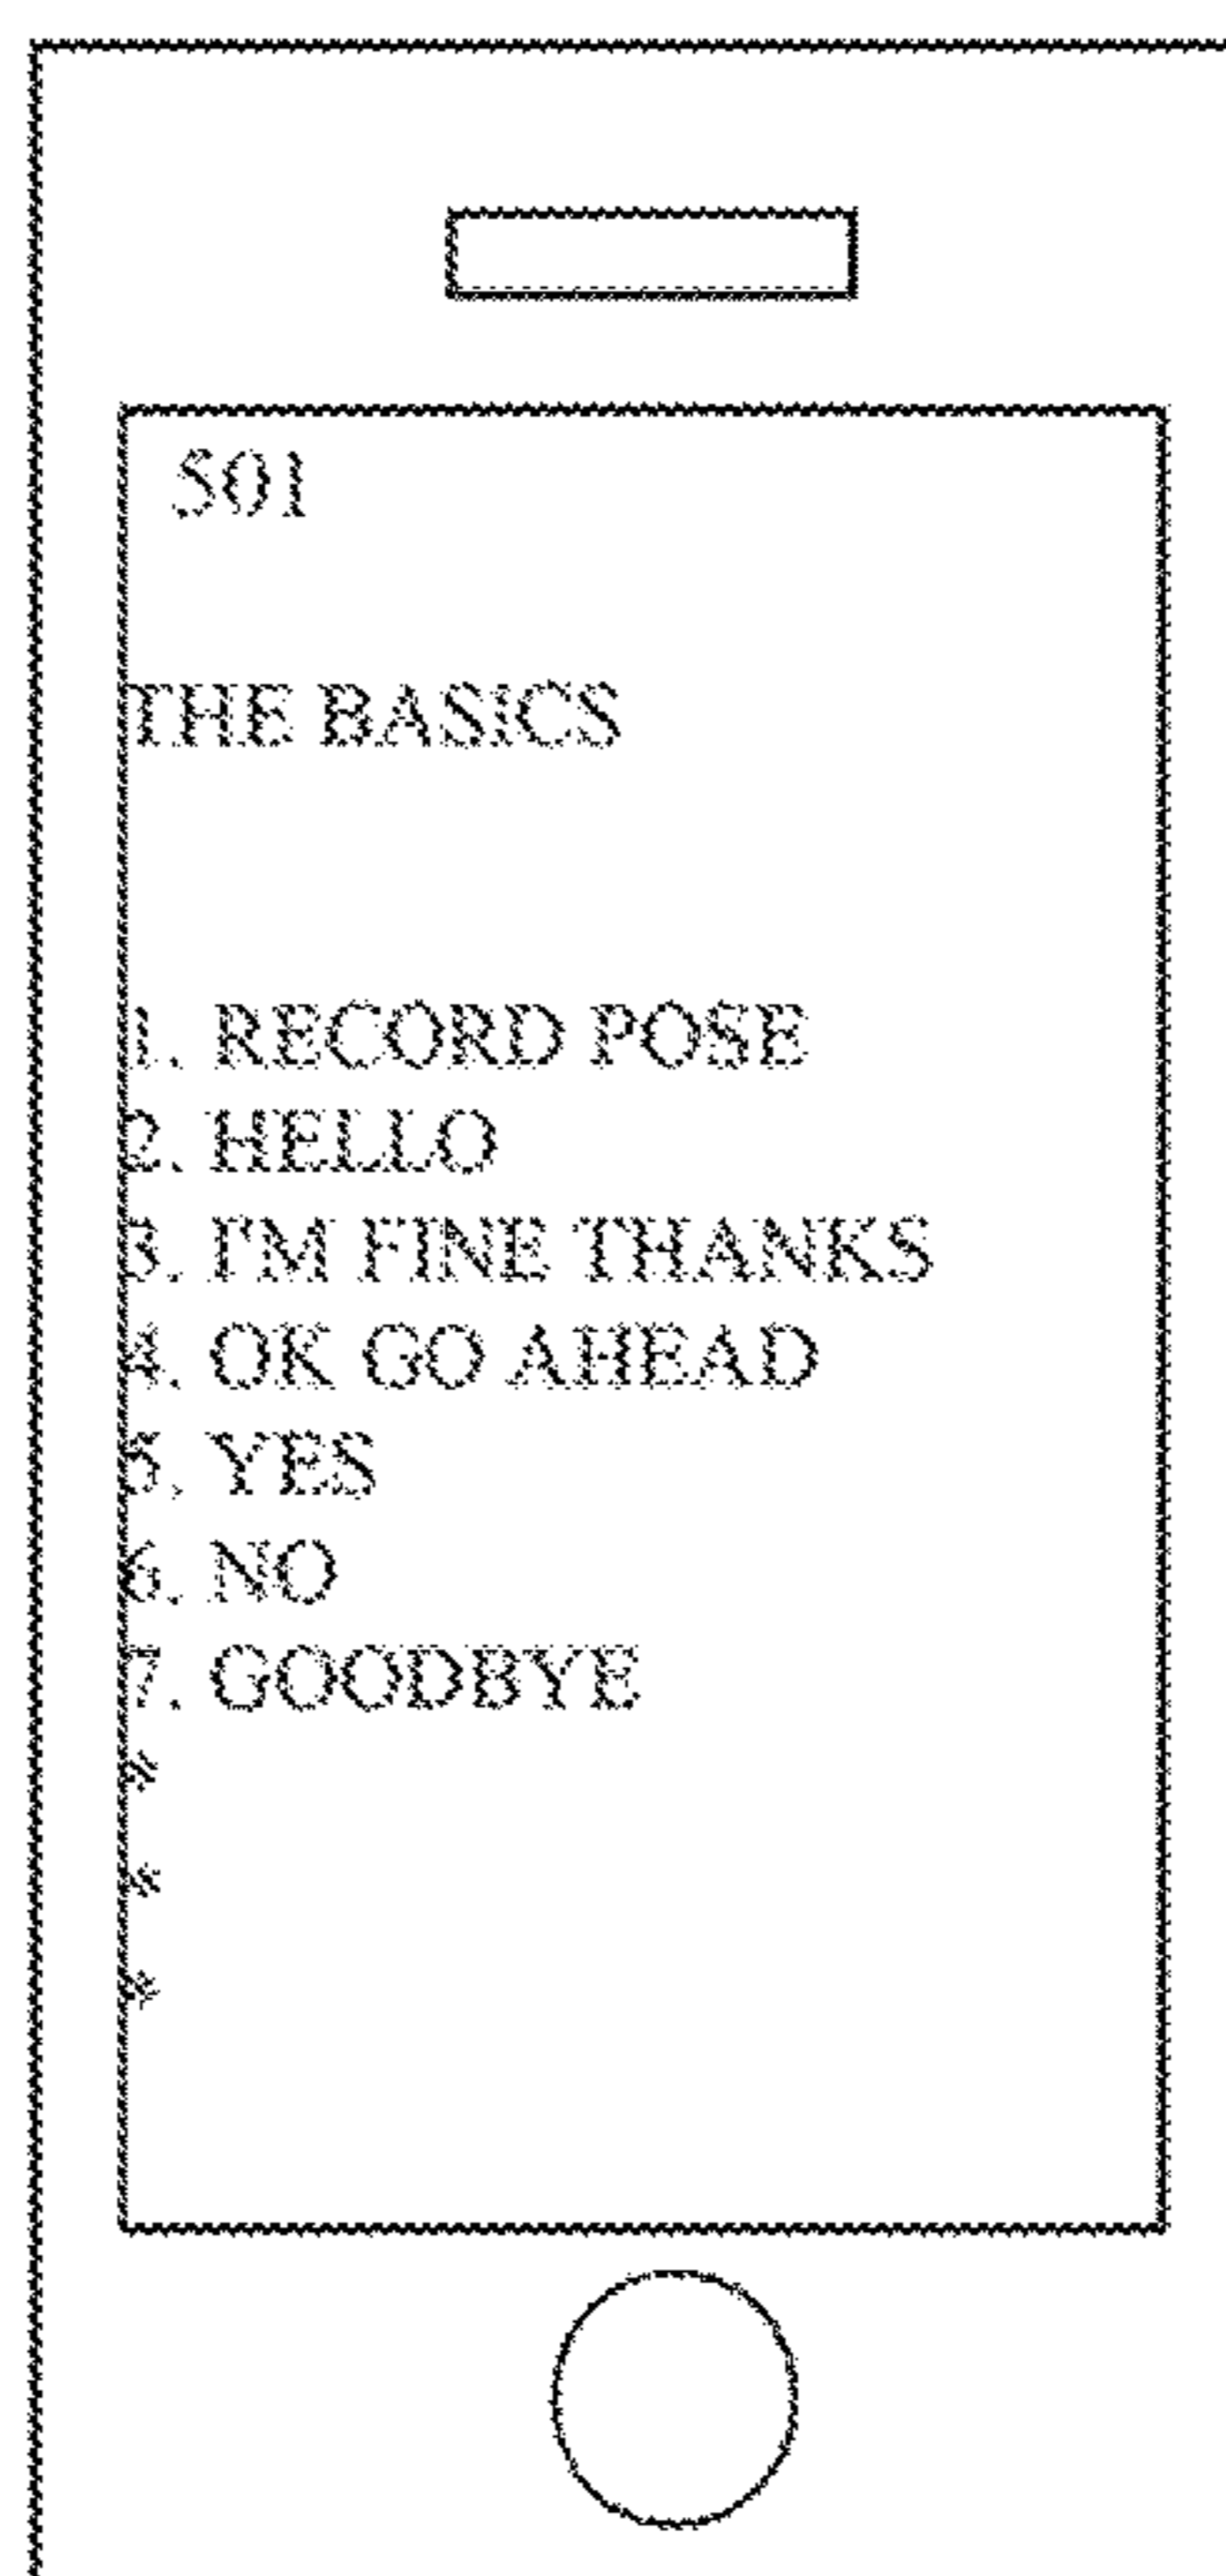 501
THE BASICS
1. RECORD POSE
2. HELLO
3. I'M FINE THANKS
4. OK GO AHEAD
5. YES
6. NO
7. GOODBYE
*
*
*